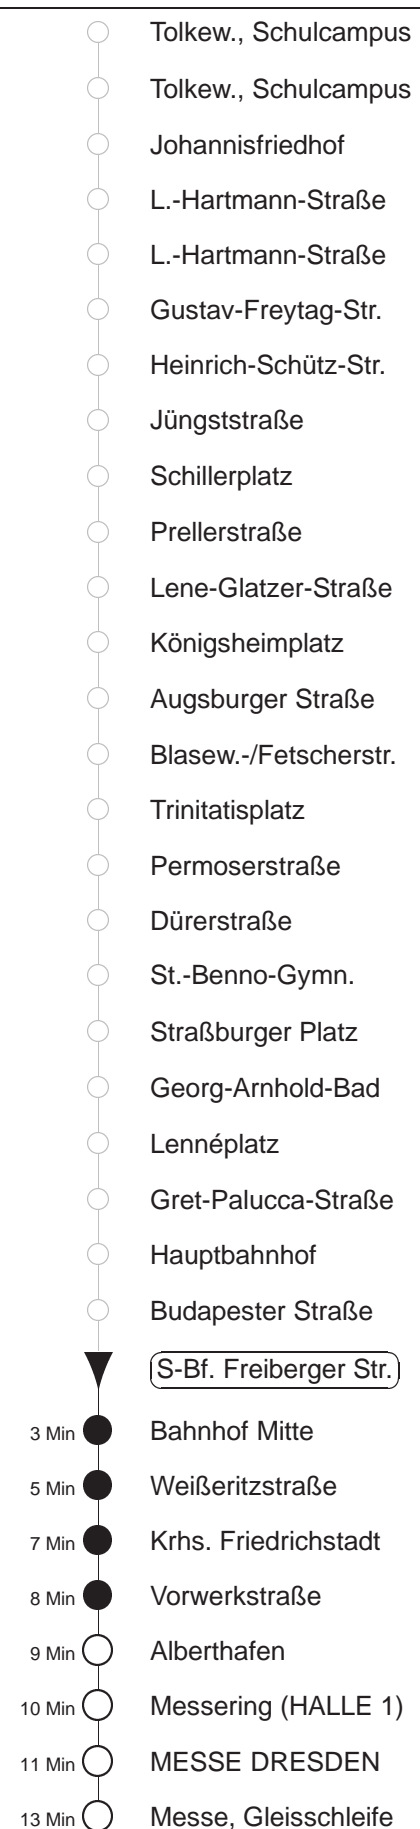 Tolkew., Schulcampus
Tolkew., Schulcampus
Johannisfriedhof
L.-Hartmann-Straße
L.-Hartmann-Straße
Gustav-Freytag-Str.
Heinrich-Schütz-Str.
Jüngststraße
Schillerplatz
Prellerstraße
Lene-Glatzer-Straße
Königsheimplatz
Augsburger Straße
Blasew.-/Fetscherstr.
Trinitatisplatz
Permoserstraße
Dürerstraße
St.-Benno-Gymn.
Straßburger Platz
Georg-Arnhold-Bad
Lennéplatz
Gret-Palucca-Straße
Hauptbahnhof
Budapester Straße
S-Bf. Freiberger Str.
3 Min Bahnhof Mitte
5 Min Weißeritzstraße
7 Min Krhs. Friedrichstadt
8 Min Vorwerkstraße
9 Min Alberthafen
10 Min Messering (HALLE 1)
11 Min MESSE DRESDEN
13 Min Messe, Gleisschleife